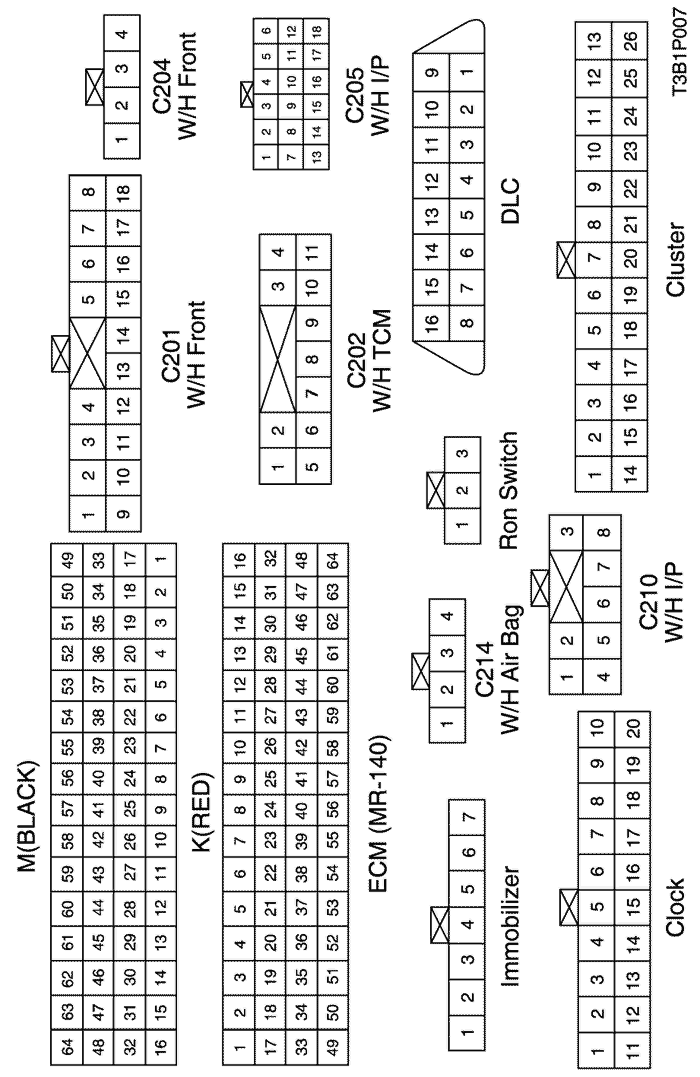 M(BLACK)
64 63 62 61 60 59 58 57 56 55 54 53 52 51 50 49
48 47 46 45 44 43 42 41 40 39 38 37 36 35 34 33
32 31 30 29 28 27 26 25 24 23 22 21 20 19 18 17
16 15 14 13 12 11 10 9 8 7 6 5 4 3 2 1
K(RED)
1 2 3 4 5 6 7 8 9 10 11 12 13 14 15 16
17 18 19 20 21 22 23 24 25 26 27 28 29 30 31 32
33 34 35 36 37 38 39 40 41 42 43 44 45 46 47 48
49 50 51 52 53 54 55 56 57 58 59 60 61 62 63 64
ECM (MR-140)
1 2 3 4 5 6 7 8
9 10 11 12 13 14 15 16 17 18
C201
W/H Front
1 2 3 4
C204
W/H Front
1 2 3 4
5 6 7 8 9 10 11
C202
W/H TCM
1 2 3 4 5 6
7 8 9 10 11 12
13 14 15 16 17 18
C205
W/H I/P
1 2 3 4 5 6 7
Immobilizer
1 2 3 4
C214
W/H Air Bag
1 2 3
Ron Switch
16 15 14 13 12 11 10 9
8 7 6 5 4 3 2 1
DLC
1 2 3 4 5 6 7 8 9 10
11 12 13 14 15 16 17 18 19 20
Clock
1 2 3
4 5 6 7 8
C210
W/H I/P
1 2 3 4 5 6 7 8 9 10 11 12 13
14 15 16 17 18 19 20 21 22 23 24 25 26
Cluster
T3B1P007